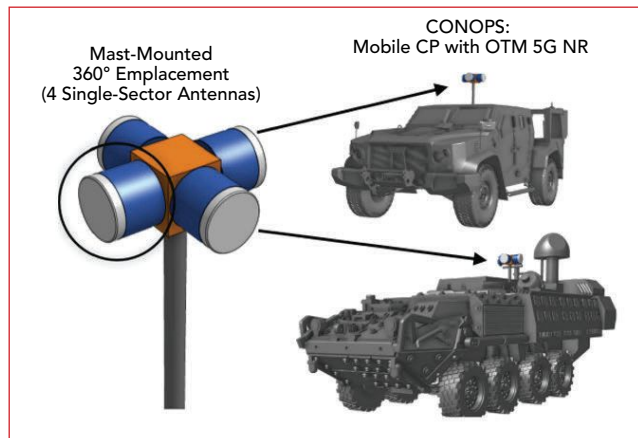 Mast-Mounted
360° Emplacement
(4 Single-Sector Antennas)
CONOPS:
Mobile CP with OTM 5G NR